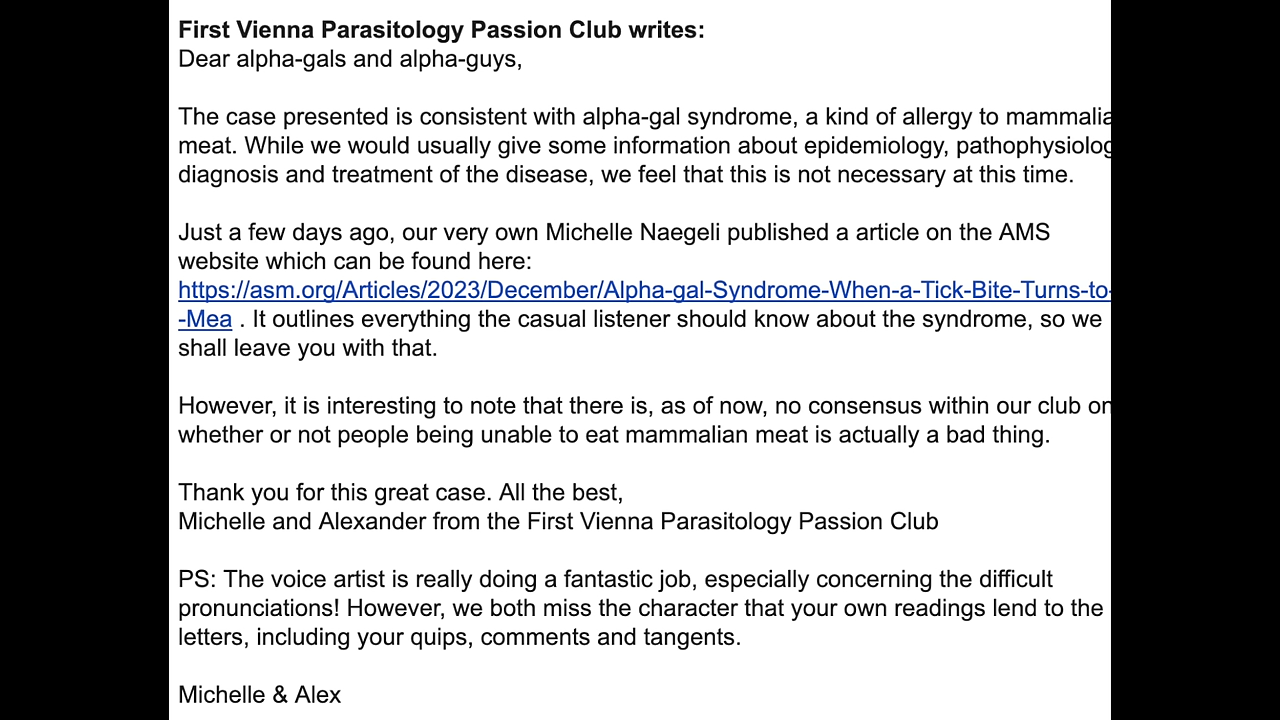 First Vienna Parasitology Passion Club writes:
Dear alpha-gals and alpha-guys,
The case presented is consistent with alpha-gal syndrome, a kind of allergy to mammalia
meat. While we would usually give some information about epidemiology, pathophysiolog
diagnosis and treatment of the disease, we feel that this is not necessary at this time.
Just a few days ago, our very own Michelle Naegeli published a article on the AMS
website which can be found here:
https://asm.org/Articles/2023/December/Alpha-gal-Syndrome-When-a-Tick-Bite-Turns-to-
-Mea . It outlines everything the casual listener should know about the syndrome, so we
shall leave you with that.
However, it is interesting to note that there is, as of now, no consensus within our club on
whether or not people being unable to eat mammalian meat is actually a bad thing.
Thank you for this great case. All the best,
Michelle and Alexander from the First Vienna Parasitology Passion Club
PS: The voice artist is really doing a fantastic job, especially concerning the difficult
pronunciations! However, we both miss the character that your own readings lend to the
letters, including your quips, comments and tangents.
Michelle & Alex